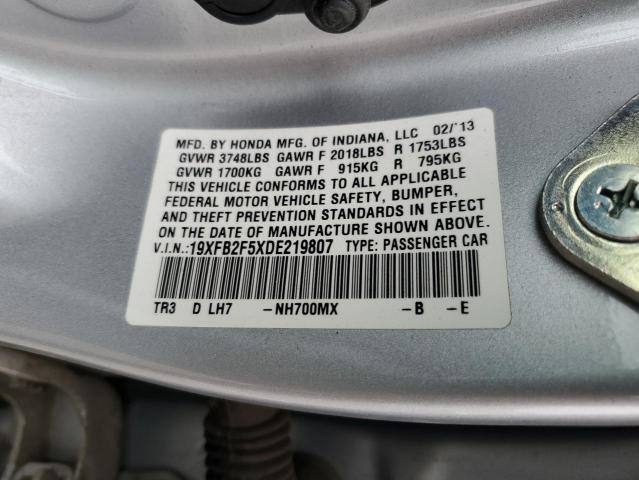 MFD. BY HONDA MFG. OF INDIANA, LLC 02/'13
GVWR 3748LBS GAWR F 2018LBS R 1753LBS
GVWR 1700KG GAWR F 915KG R 795KG
THIS VEHICLE CONFORMS TO ALL APPLICABLE
FEDERAL MOTOR VEHICLE SAFETY, BUMPER,
AND THEFT PREVENTION STANDARDS IN EFFECT
ON THE DATE OF MANUFACTURE SHOWN ABOVE.
V.I.N.:19XFB2F5XDE219807 TYPE: PASSENGER CAR
TR3 D LH7 -NH700MX -B -E